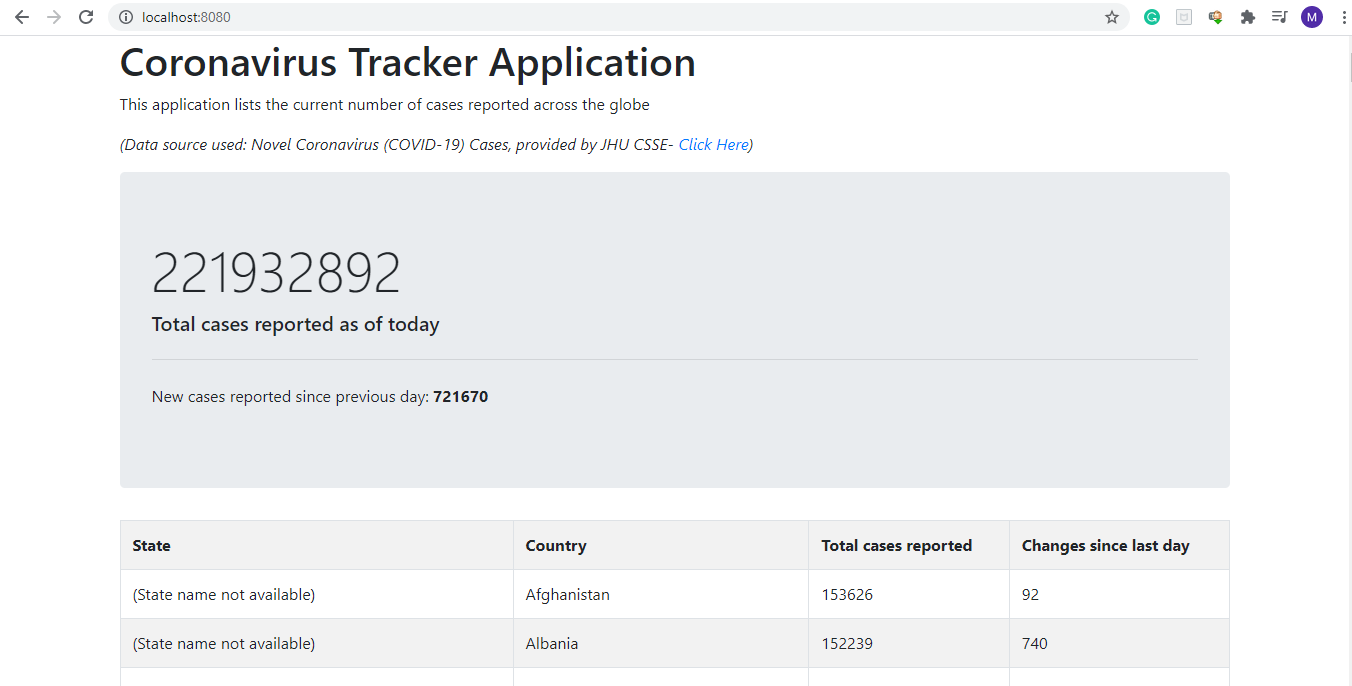 localhost:8080
M
Coronavirus Tracker Application
This application lists the current number of cases reported across the globe
(Data source used: Novel Coronavirus (COVID-19) Cases, provided by JHU CSSE- Click Here)
221932892
Total cases reported as of today
New cases reported since previous day: 721670
State Country Total cases reported Changes since last day
(State name not available) Afghanistan 153626 92
(State name not available) Albania 152239 740